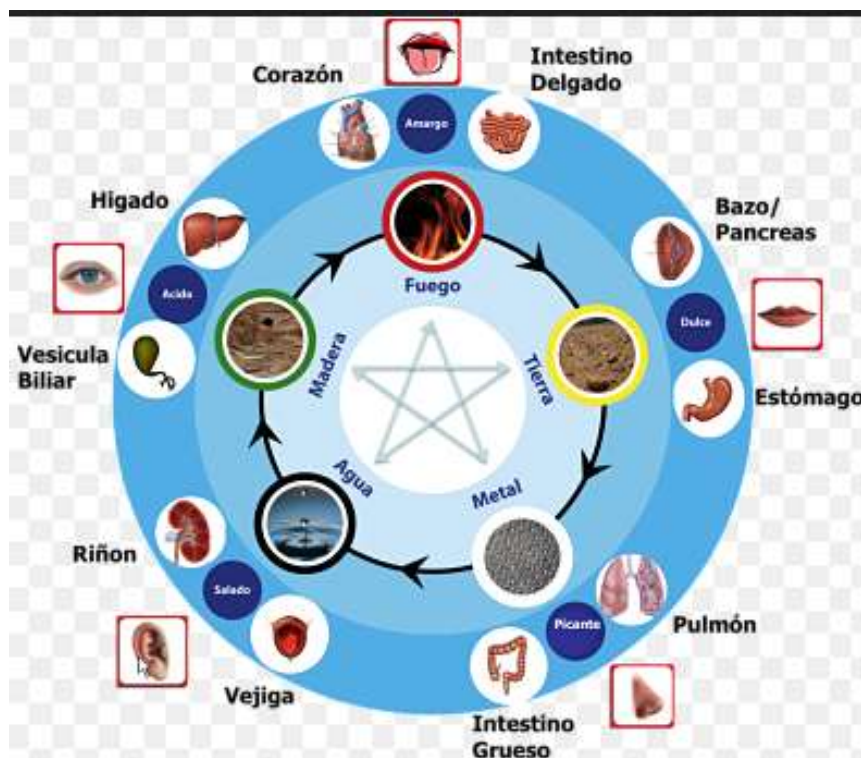 Corazón
Intestino
Delgado
Amargo
Higado
Bazo/
Pancreas
Acido
Fuego
Dulce
Vesicula
Biliar
Madera
Tierra
Estómago
Agua
Metal
Riñon
Salado
Picante
Pulmón
Vejiga
Intestino
Grueso